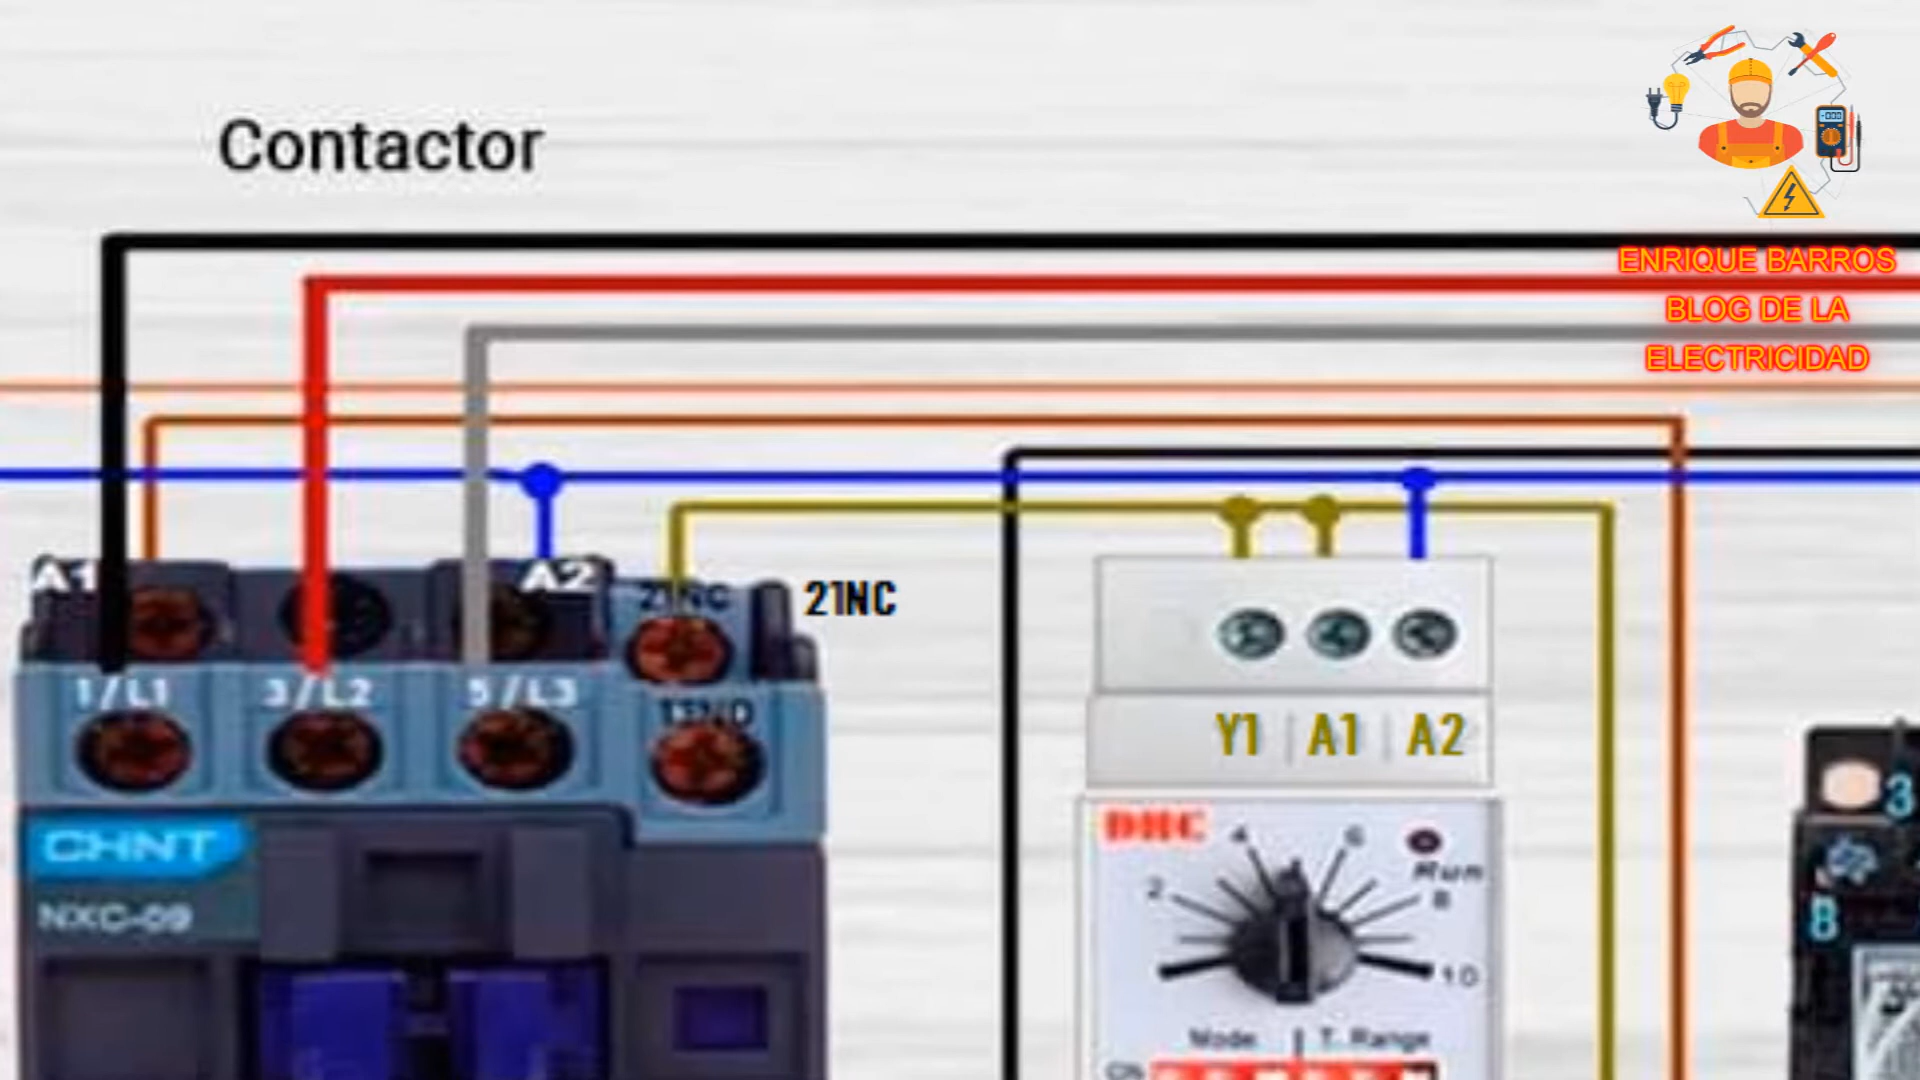 Contactor
ENRIQUE BARROS
BLOG DE LA
ELECTRICIDAD
A1
A2
21NC
21NC
1/L1
3/L2
5/L3
Y1 | A1 | A2
CHNT
NXC-09
DHC
2
4
6
8
10
Run
Mode | T. Range
ON
3
8